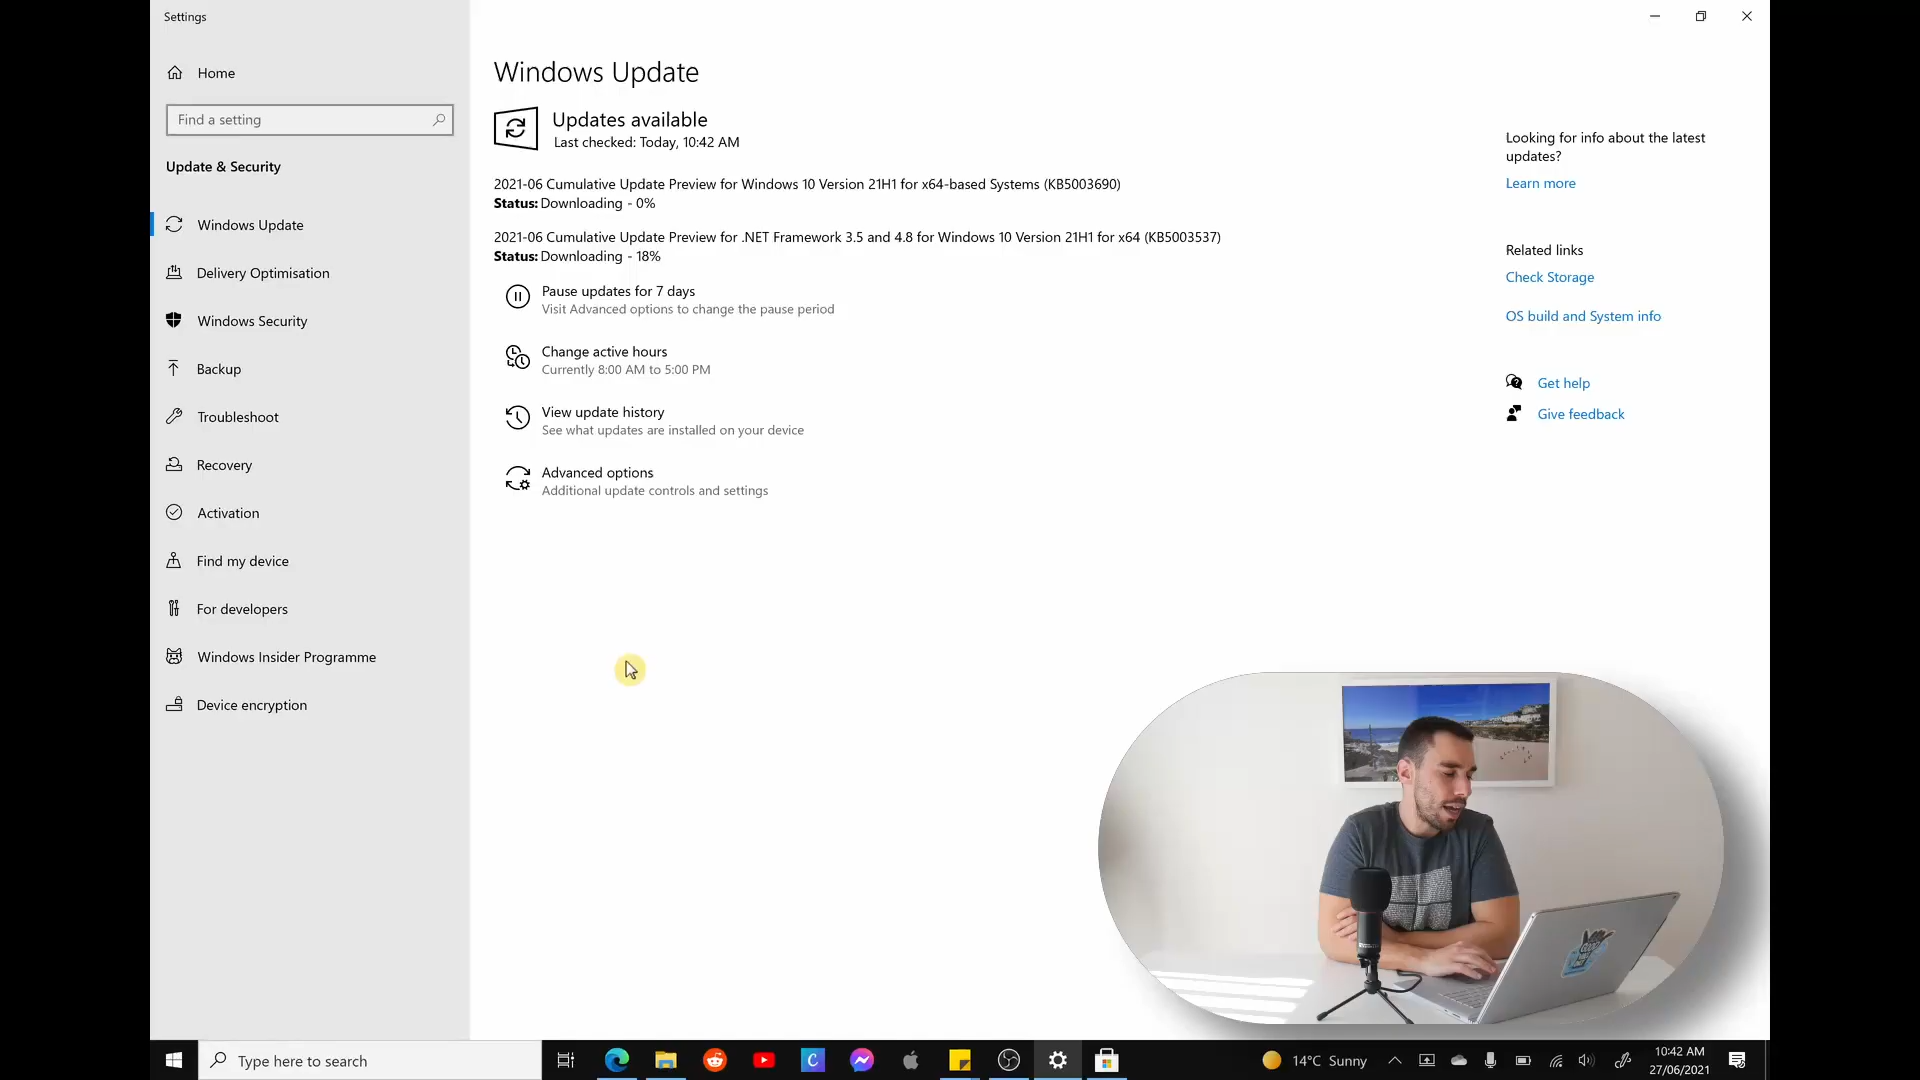 Settings
Home
Find a setting
Update & Security
Windows Update
Delivery Optimisation
Windows Security
Backup
Troubleshoot
Recovery
Activation
Find my device
For developers
Windows Insider Programme
Device encryption
Windows Update
Updates available
Last checked: Today, 10:42 AM
2021-06 Cumulative Update Preview for Windows 10 Version 21H1 for x64-based Systems (KB5003690)
Status: Downloading - 0%
2021-06 Cumulative Update Preview for .NET Framework 3.5 and 4.8 for Windows 10 Version 21H1 for x64 (KB5003537)
Status: Downloading - 18%
Pause updates for 7 days
Visit Advanced options to change the pause period
Change active hours
Currently 8:00 AM to 5:00 PM
View update history
See what updates are installed on your device
Advanced options
Additional update controls and settings
Looking for info about the latest
updates?
Learn more
Related links
Check Storage
OS build and System info
Get help
Give feedback
Type here to search
14°C Sunny
10:42 AM
27/06/2021